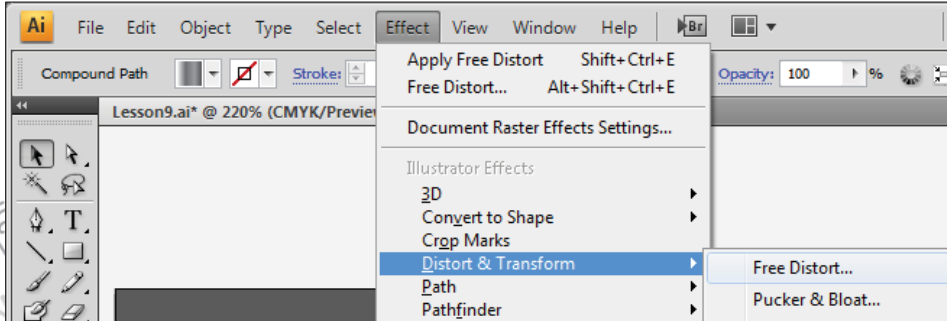 Ai File Edit Object Type Select Effect View Window Help Br
Compound Path Stroke: Opacity: 100 %
Lesson9.ai* @ 220% (CMYK/Preview
Apply Free Distort Shift+Ctrl+E
Free Distort... Alt+Shift+Ctrl+E
Document Raster Effects Settings...
Illustrator Effects
3D
Convert to Shape
Crop Marks
Distort & Transform
Free Distort...
Path
Pucker & Bloat...
Pathfinder
T